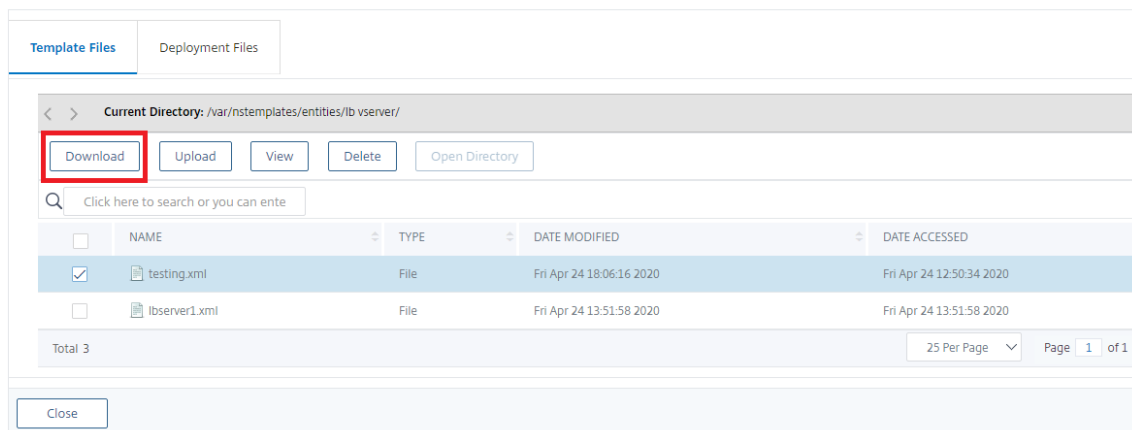 Template Files Deployment Files
Current Directory: /var/nstemplates/entities/lb vserver/
Download Upload View Delete Open Directory
Click here to search or you can ente
NAME TYPE DATE MODIFIED DATE ACCESSED
testing.xml File Fri Apr 24 18:06:16 2020 Fri Apr 24 12:50:34 2020
lbserver1.xml File Fri Apr 24 13:51:58 2020 Fri Apr 24 13:51:58 2020
Total 3 25 Per Page Page 1 of 1
Close